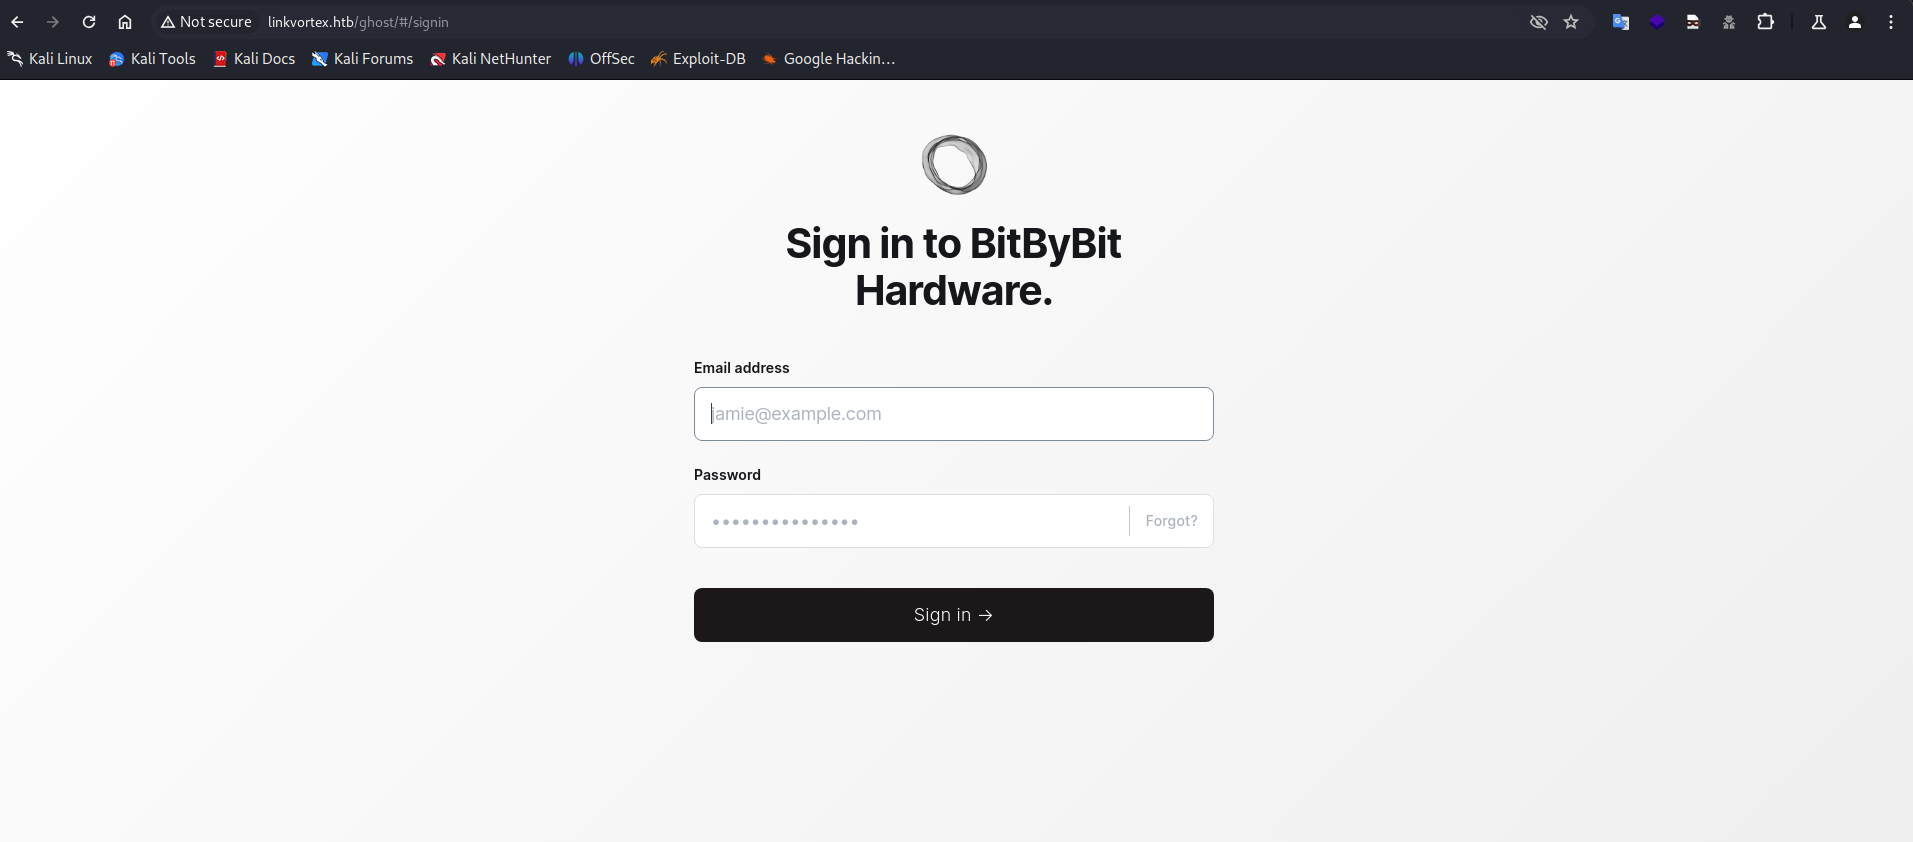 Not secure linkvortex.htb/ghost/#/signin
Kali Linux Kali Tools Kali Docs Kali Forums Kali NetHunter OffSec Exploit-DB Google Hackin...
Sign in to BitByBit
Hardware.
Email address
jamie@example.com
Password
Forgot?
Sign in →